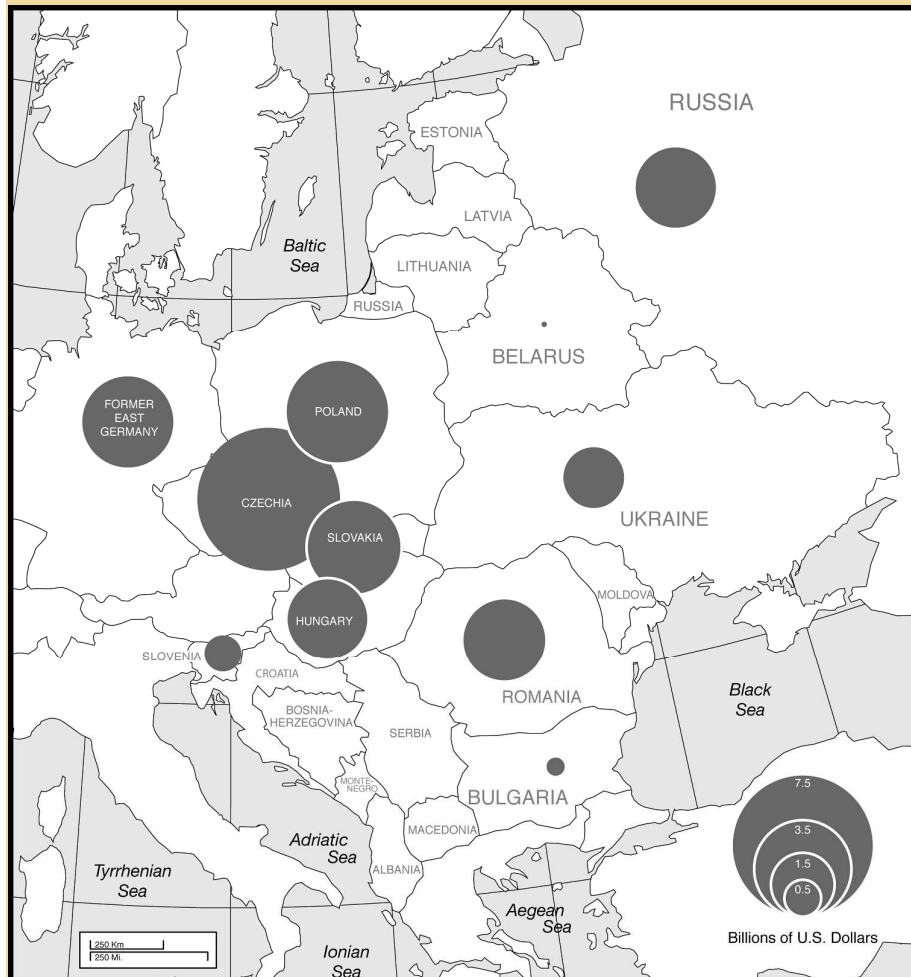 RUSSIA
ESTONIA
LATVIA
Baltic
Sea
LITHUANIA
RUSSIA
BELARUS
FORMER
EAST
GERMANY
POLAND
CZECHIA
SLOVAKIA
UKRAINE
HUNGARY
MOLDOVA
SLOVENIA
CROATIA
ROMANIA
Black
Sea
BOSNIA-
HERZEGOVINA
SERBIA
MONTE-
NEGRO
BULGARIA
MACEDONIA
ALBANIA
Adriatic
Sea
Tyrrhenian
Sea
Aegean
Sea
Ionian
Sea
250 Km
250 Mi.
7.5
3.5
1.5
0.5
Billions of U.S. Dollars